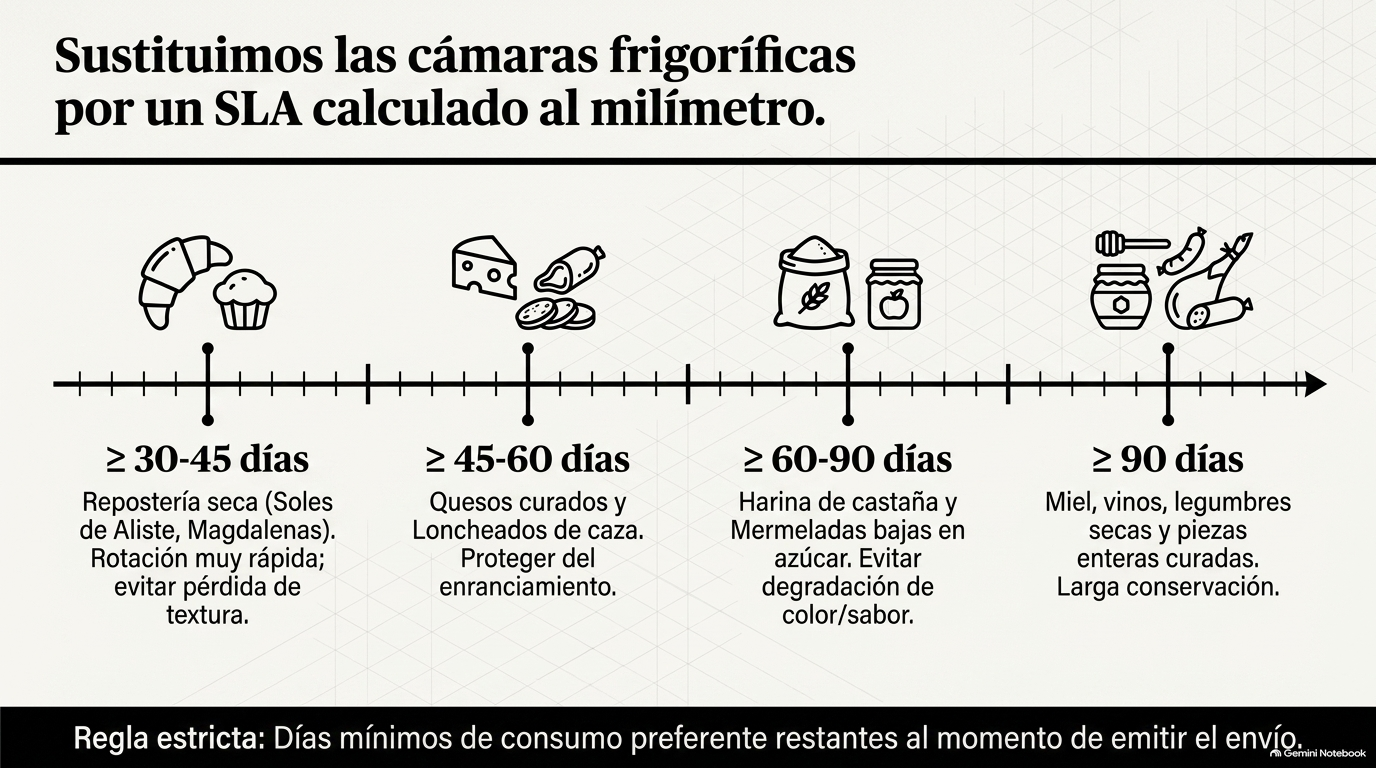 Sustituimos las cámaras frigoríficas
por un SLA calculado al milímetro.
≥ 30-45 días
Repostería seca (Soles
de Aliste, Magdalenas).
Rotación muy rápida;
evitar pérdida de
textura.
≥ 45-60 días
Quesos curados y
Loncheados de caza.
Proteger del
enranciamiento.
≥ 60-90 días
Harina de castaña y
Mermeladas bajas en
azúcar. Evitar
degradación de
color/sabor.
≥ 90 días
Miel, vinos, legumbres
secas y piezas
enteras curadas.
Larga conservación.
Regla estricta: Días mínimos de consumo preferente restantes al momento de emitir el envío.
Gemini Notebook